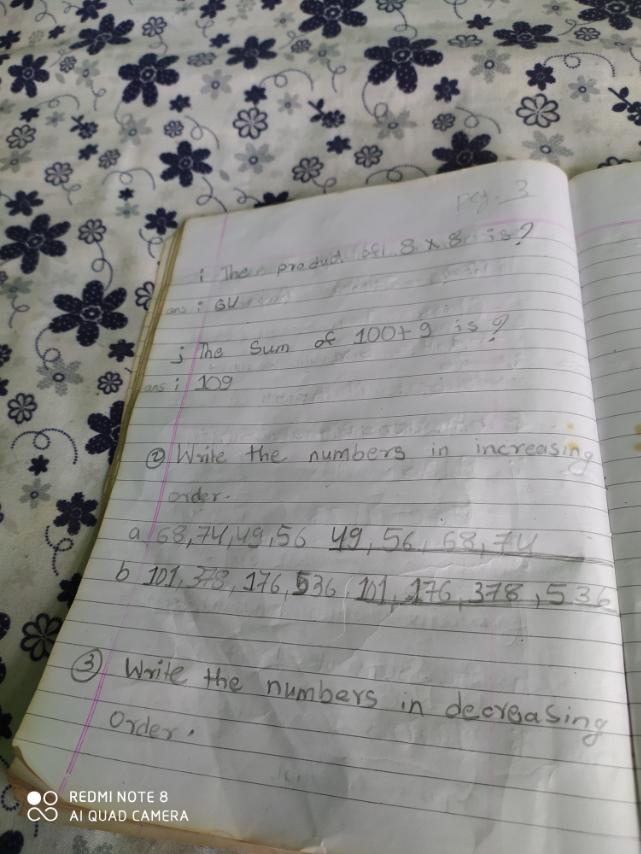 pg. 3
i The product of 8 x 8 is?
ans : 64
j The Sum of 100+9 is?
ans : 109
② Write the numbers in increasing
order.
a 68,74,49,56 49,56,68,74
b 101,378,176,536 101,176,378,536
③ Write the numbers in decreasing
order.
REDMI NOTE 8
AI QUAD CAMERA